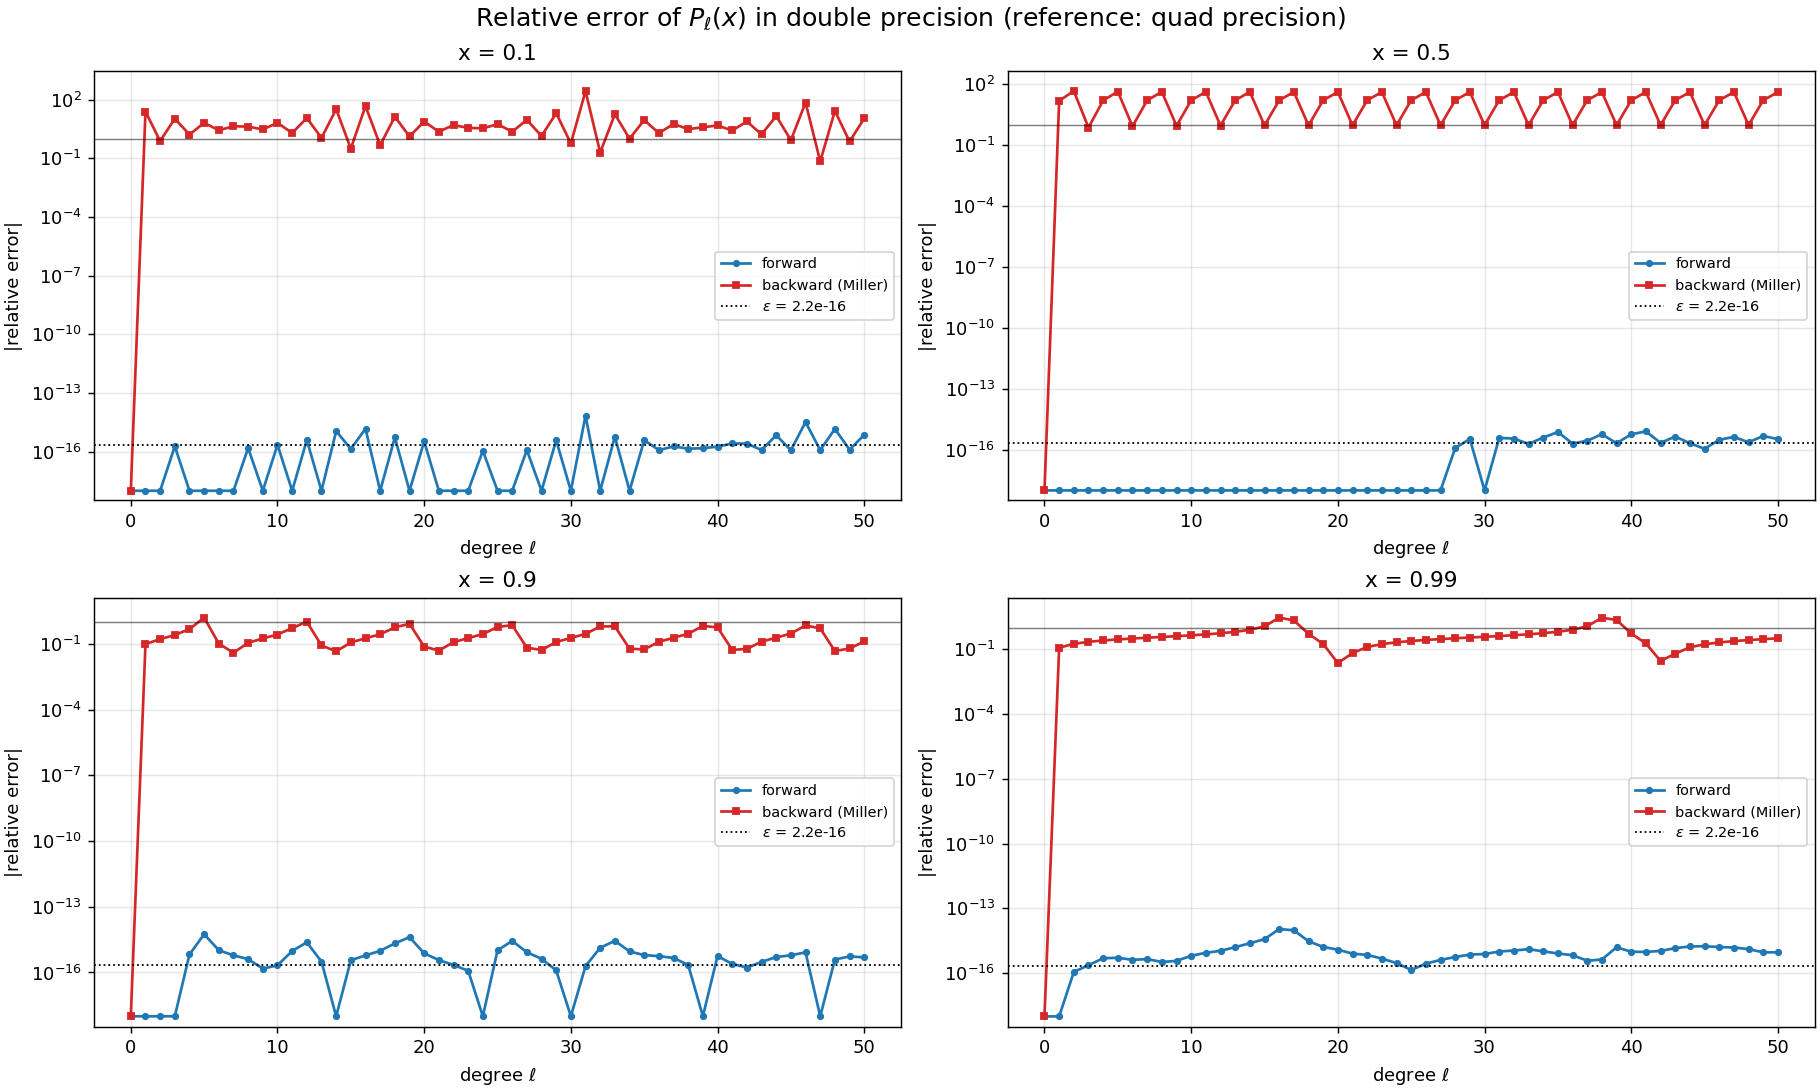 Relative error of $P_\ell(x)$ in double precision (reference: quad precision)
x = 0.1
|relative error|
10²
10⁻¹
10⁻⁴
10⁻⁷
10⁻¹⁰
10⁻¹³
10⁻¹⁶
forward
backward (Miller)
ε = 2.2e-16
0 10 20 30 40 50
degree ℓ
x = 0.5
|relative error|
10²
10⁻¹
10⁻⁴
10⁻⁷
10⁻¹⁰
10⁻¹³
10⁻¹⁶
forward
backward (Miller)
ε = 2.2e-16
0 10 20 30 40 50
degree ℓ
x = 0.9
|relative error|
10⁻¹
10⁻⁴
10⁻⁷
10⁻¹⁰
10⁻¹³
10⁻¹⁶
forward
backward (Miller)
ε = 2.2e-16
0 10 20 30 40 50
degree ℓ
x = 0.99
|relative error|
10⁻¹
10⁻⁴
10⁻⁷
10⁻¹⁰
10⁻¹³
10⁻¹⁶
forward
backward (Miller)
ε = 2.2e-16
0 10 20 30 40 50
degree ℓ